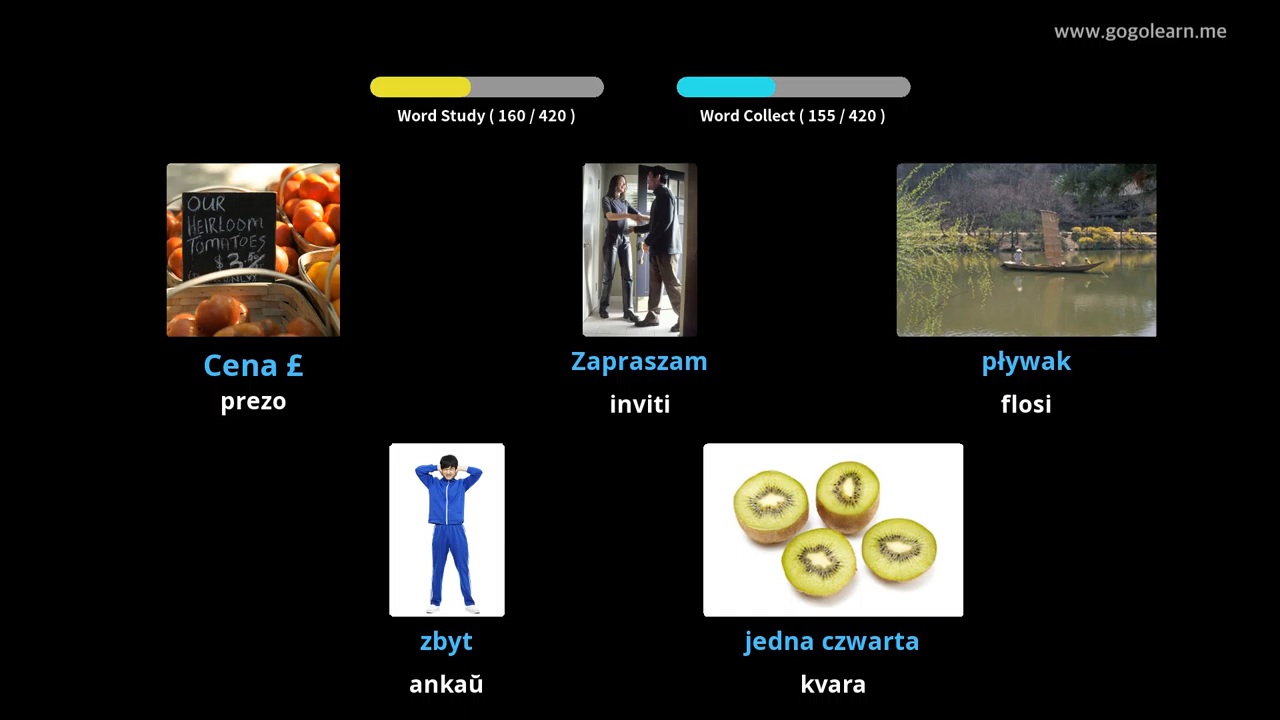 www.gogolearn.me
Word Study ( 160 / 420 )
Word Collect ( 155 / 420 )
OUR
HEIRLOOM
TOMATOES
Cena £
prezo
Zapraszam
inviti
pływak
flosi
zbyt
ankaŭ
jedna czwarta
kvara